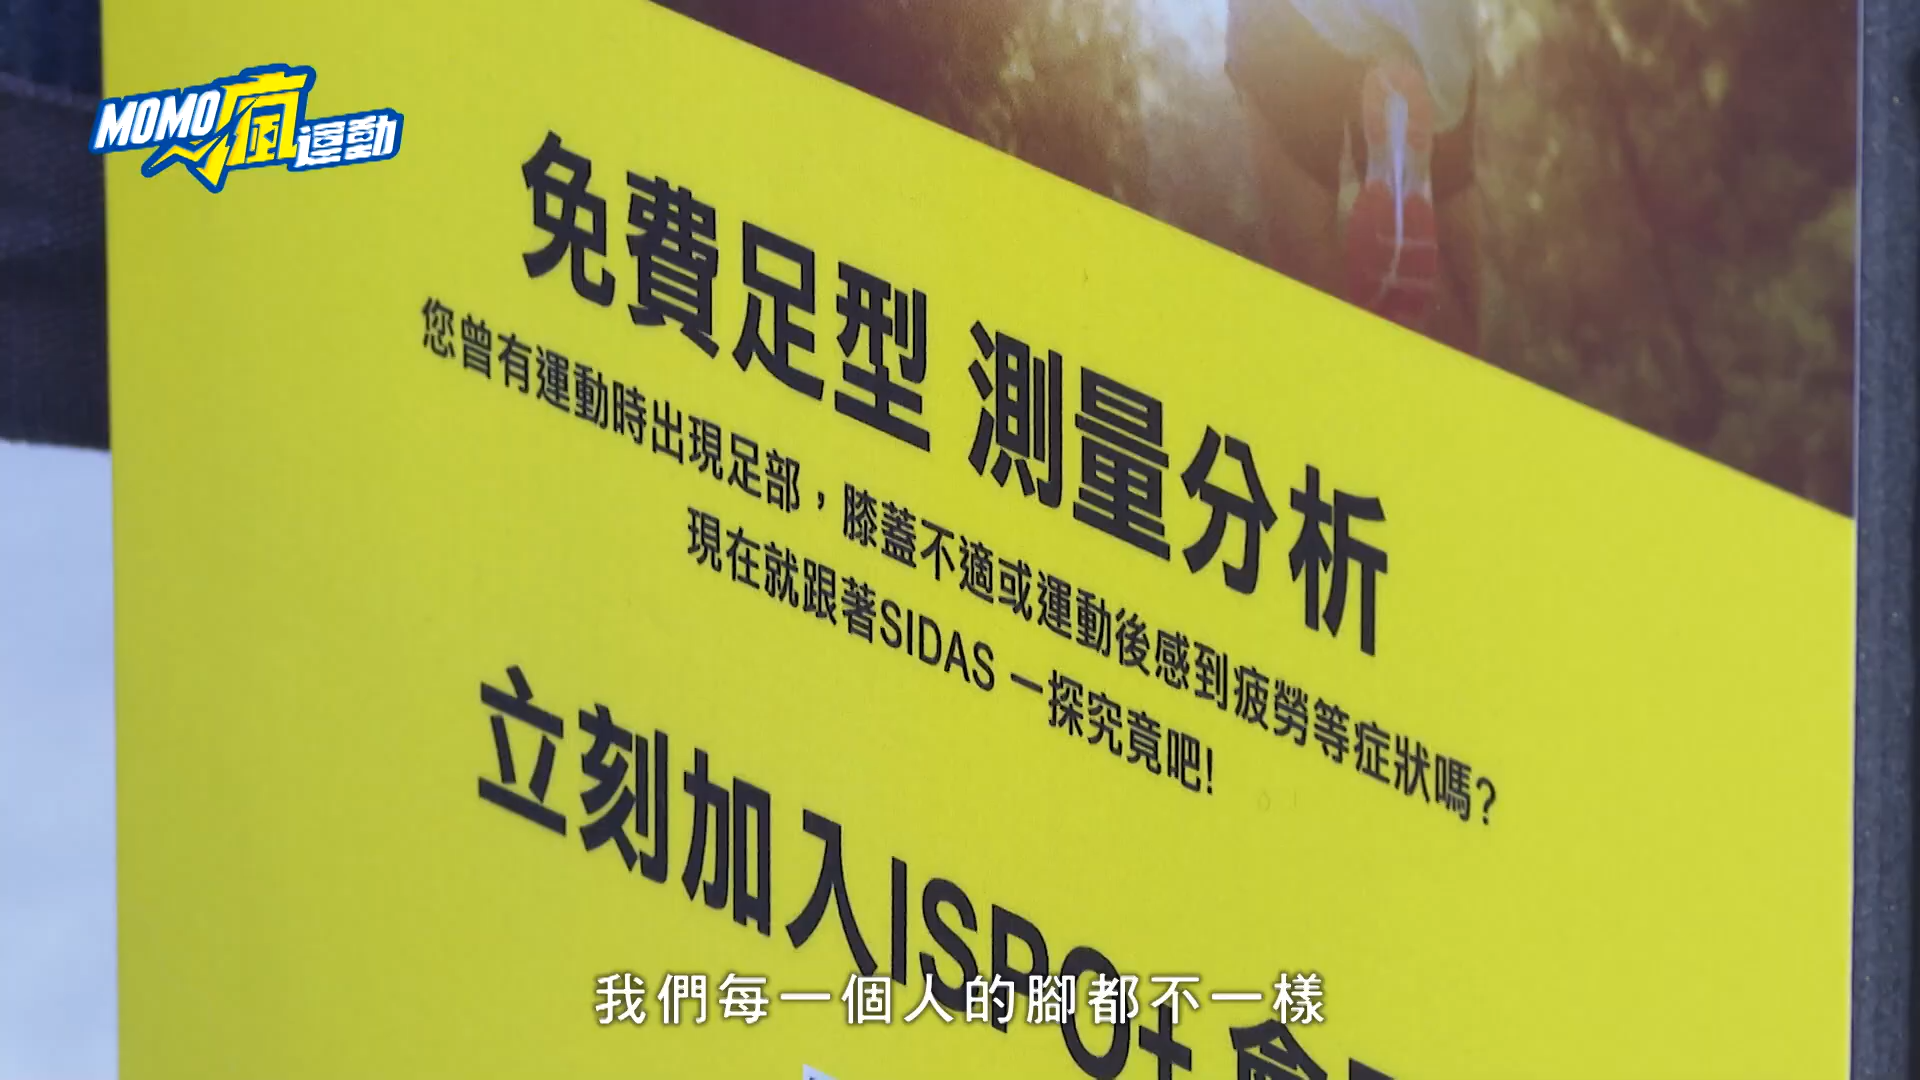 MOMO瘋運動
免費足型 測量分析
您曾有運動時出現足部，膝蓋不適或運動後感到疲勞等症狀嗎?
現在就跟著SIDAS 一探究竟吧!
立刻加入ISPO+ 會
我們每一個人的腳都不一樣